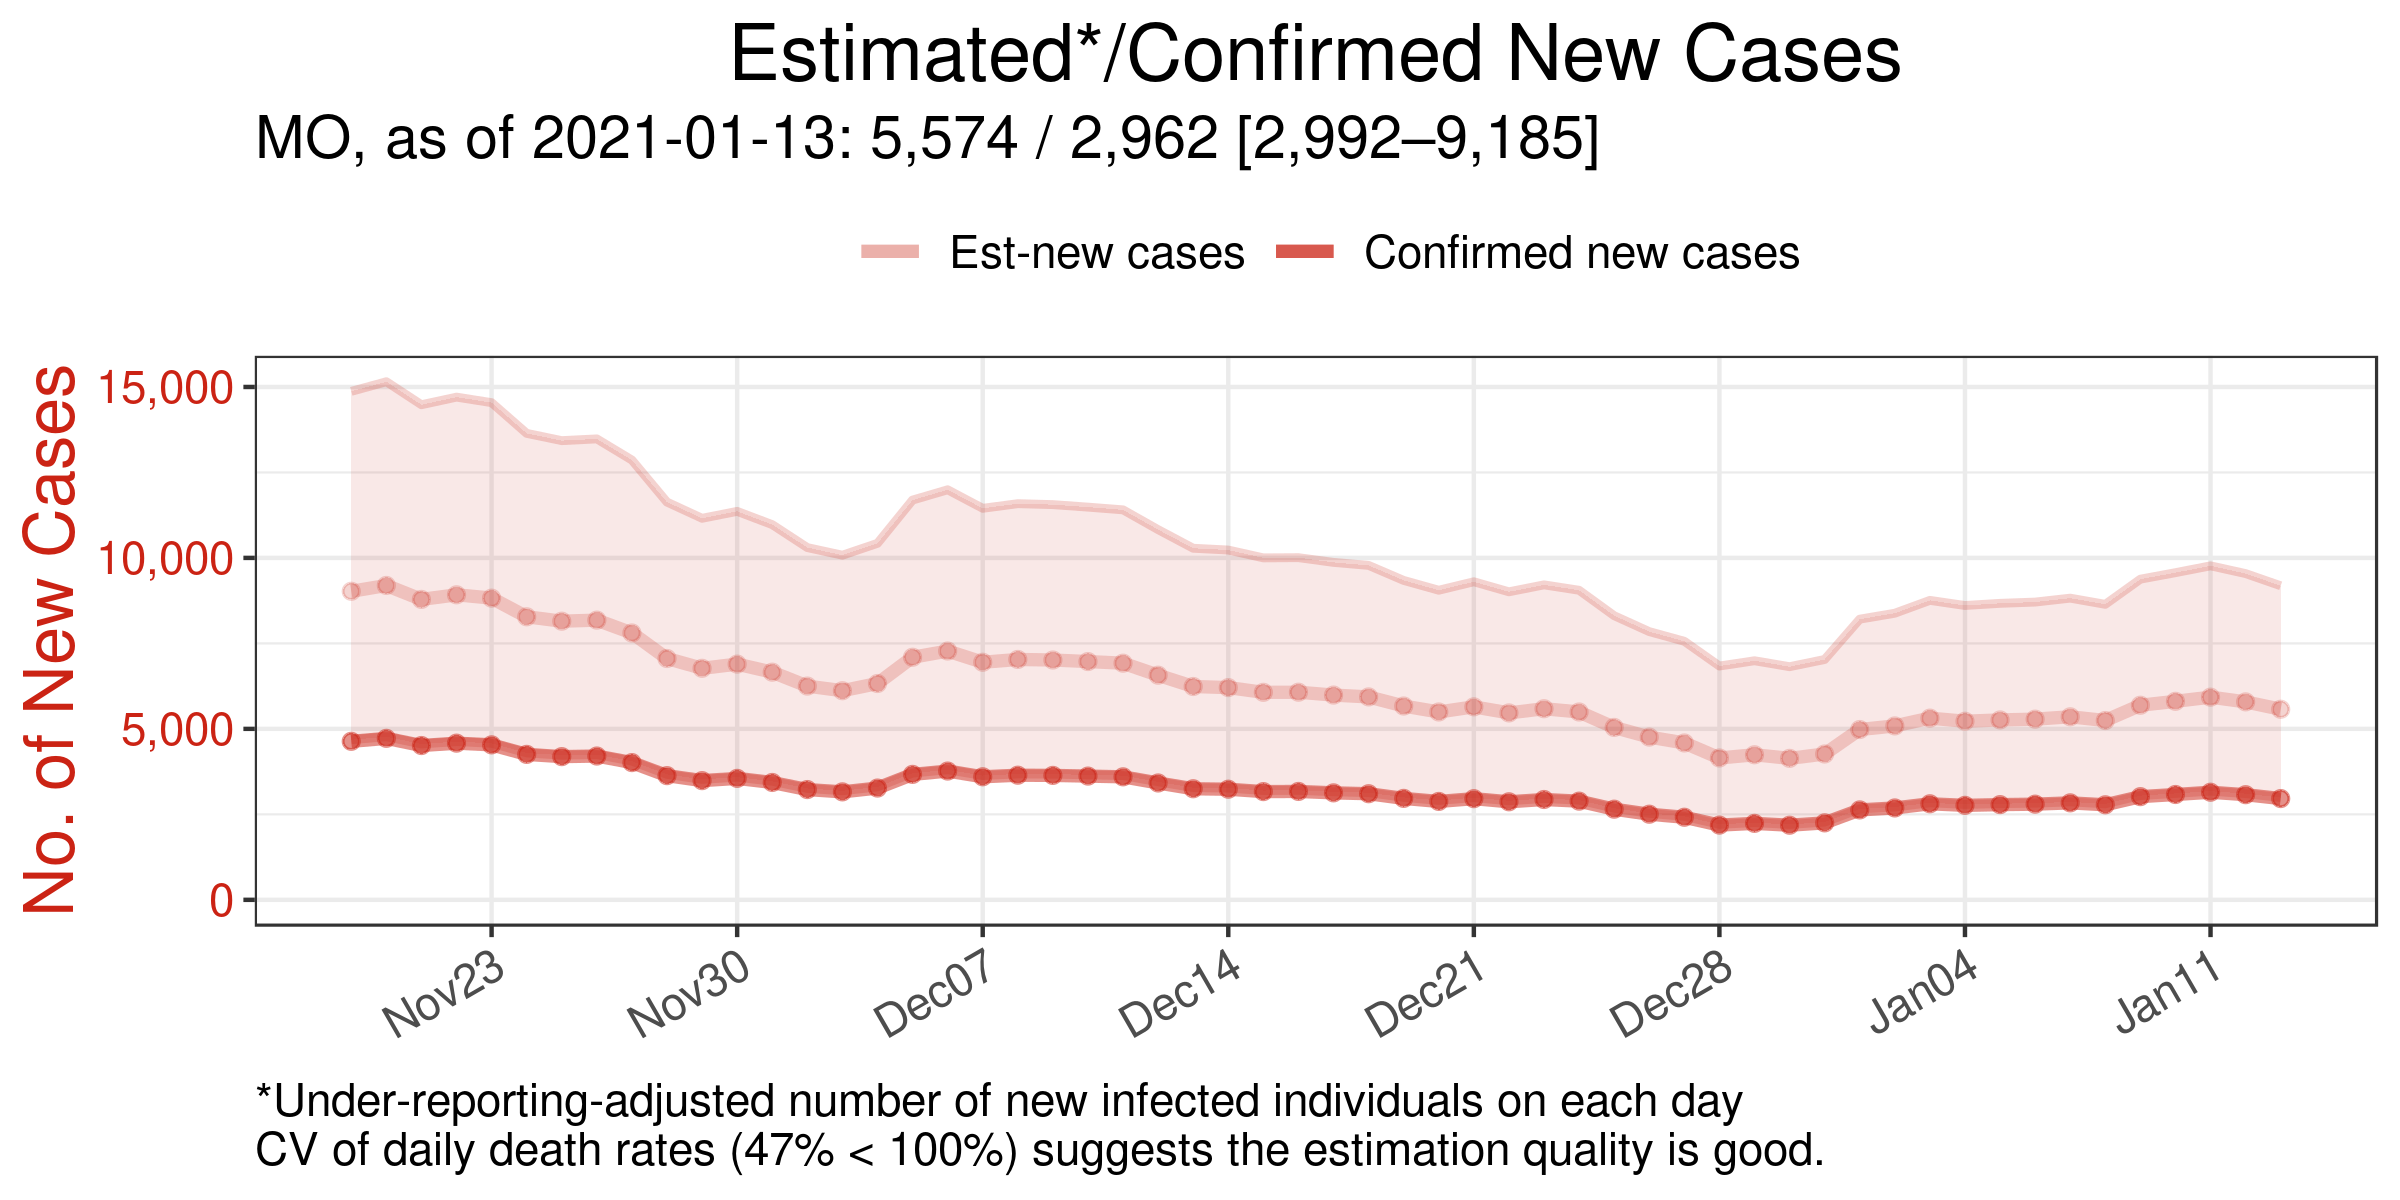 Estimated*/Confirmed New Cases
MO, as of 2021-01-13: 5,574 / 2,962 [2,992–9,185]
Est-new cases
Confirmed new cases
No. of New Cases
15,000
10,000
5,000
0
Nov23
Nov30
Dec07
Dec14
Dec21
Dec28
Jan04
Jan11
*Under-reporting-adjusted number of new infected individuals on each day
CV of daily death rates (47% < 100%) suggests the estimation quality is good.